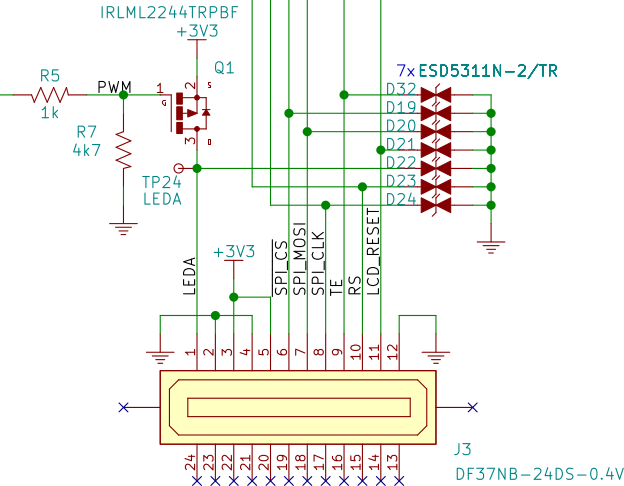 IRLML2244TRPBF
+3V3
Q1
7x ESD5311N-2/TR
R5
PWM
1
2
S
G
D32
1k
D19
R7
D20
4k7
3
D
D21
D22
TP24
D23
LEDA
D24
+3V3
LEDA
SPI_CS
SPI_MOSI
SPI_CLK
TE
RS
LCD_RESET
1
2
3
4
5
6
7
8
9
10
11
12
24
23
22
21
20
19
18
17
16
15
14
13
J3
DF37NB-24DS-0.4V